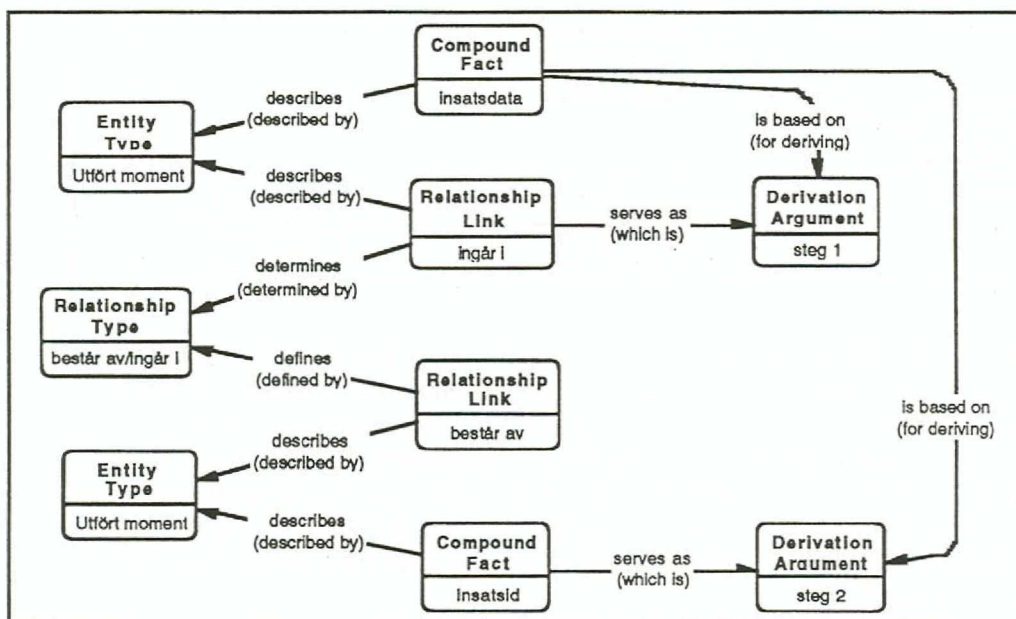 Compound
Fact
insatsdata
describes
(described by)
Entity
Type
Utfört moment
is based on
(for deriving)
describes
(described by)
Relationship
Link
ingår i
serves as
(which is)
Derivation
Argument
steg 1
determines
(determined by)
Relationship
Type
består av/ingår i
defines
(defined by)
Relationship
Link
består av
is based on
(for deriving)
describes
(described by)
Entity
Type
Utfört moment
describes
(described by)
Compound
Fact
insatsid
serves as
(which is)
Derivation
Argument
steg 2